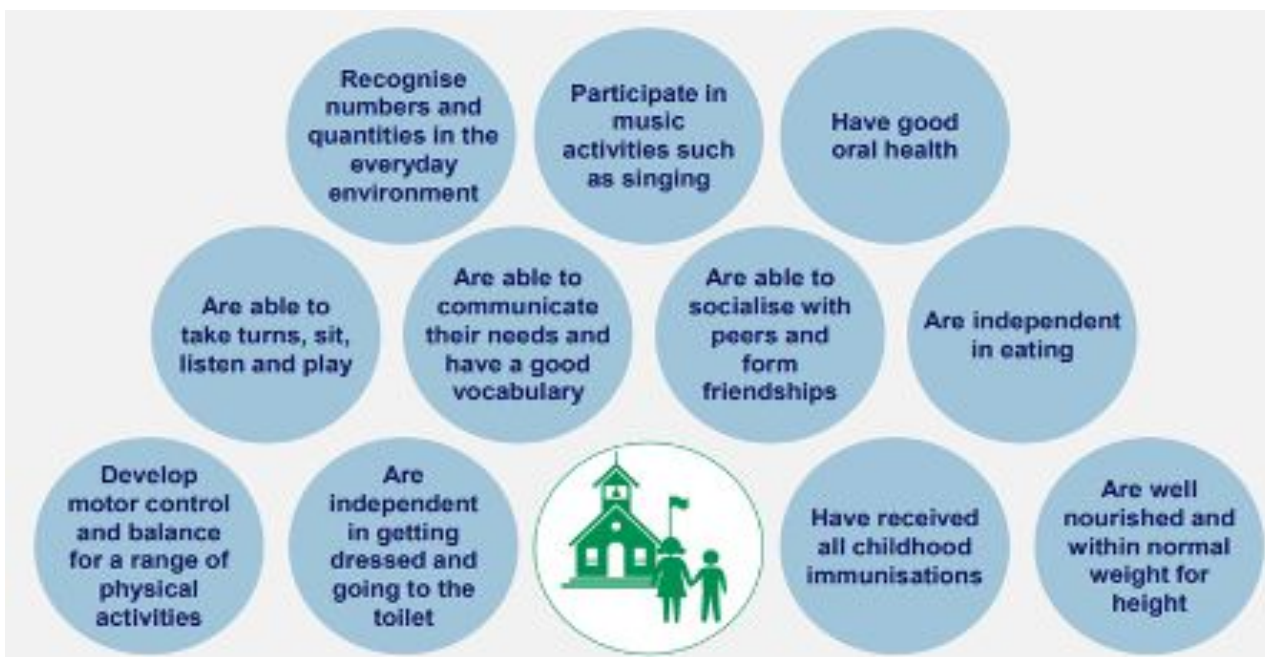 Recognise
numbers and
quantities in the
everyday
environment
Participate in
music
activities such
as singing
Have good
oral health
Are able to
take turns, sit,
listen and play
Are able to
communicate
their needs and
have a good
vocabulary
Are able to
socialise with
peers and
form
friendships
Are independent
in eating
Develop
motor control
and balance
for a range of
physical
activities
Are
independent
in getting
dressed and
going to the
toilet
Have received
all childhood
immunisations
Are well
nourished and
within normal
weight for
height